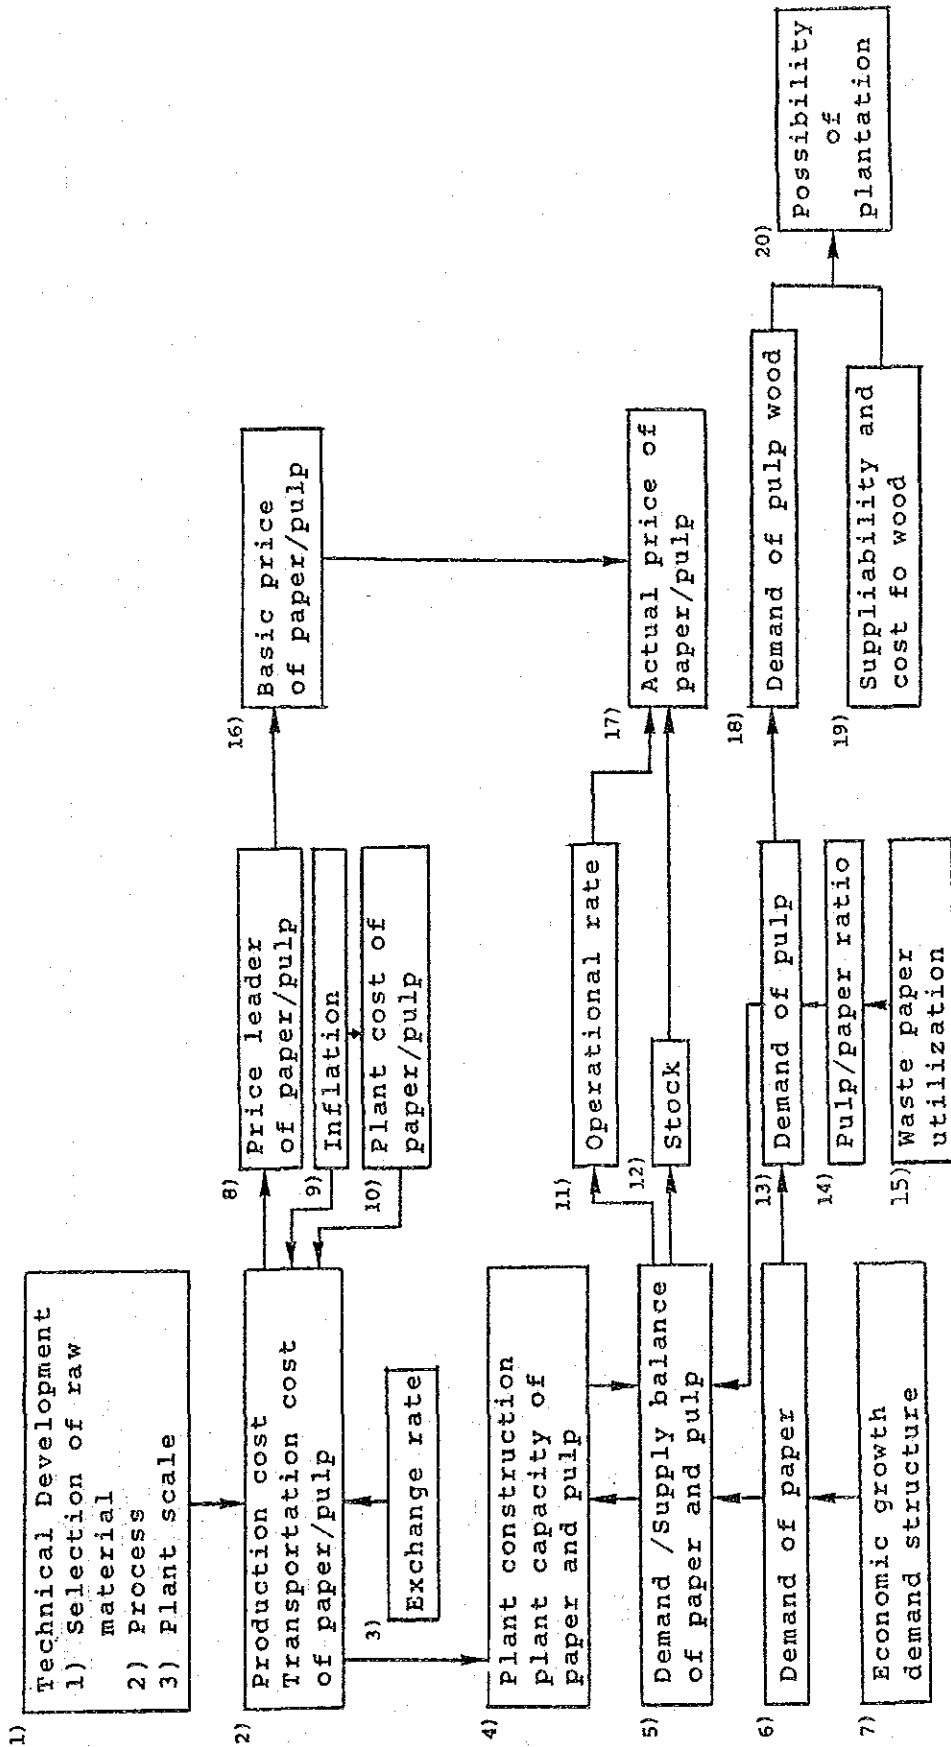 1)
Technical Development
1) Selection of raw
material
2) Process
3) Plant scale
2)
Production cost
Transportation cost
of paper/pulp
3)
Exchange rate
4)
Plant construction
plant capacity of
paper and pulp
5)
Demand /Supply balance
of paper and pulp
6)
Demand of paper
7)
Economic growth
demand structure
8)
Price leader
of paper/pulp
9)
Inflation
10)
Plant cost of
paper/pulp
11)
Operational rate
12)
Stock
13)
Demand of pulp
14)
Pulp/paper ratio
15)
Waste paper
utilization
16)
Basic price
of paper/pulp
17)
Actual price of
paper/pulp
18)
Demand of pulp wood
19)
Suppliability and
cost fo wood
20)
Possibility
of
plantation